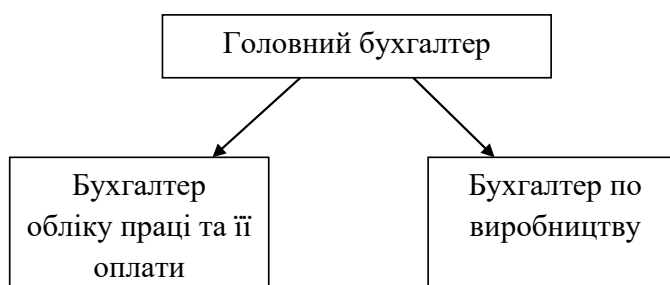 Головний бухгалтер
Бухгалтер
обліку праці та її
оплати
Бухгалтер по
виробництву